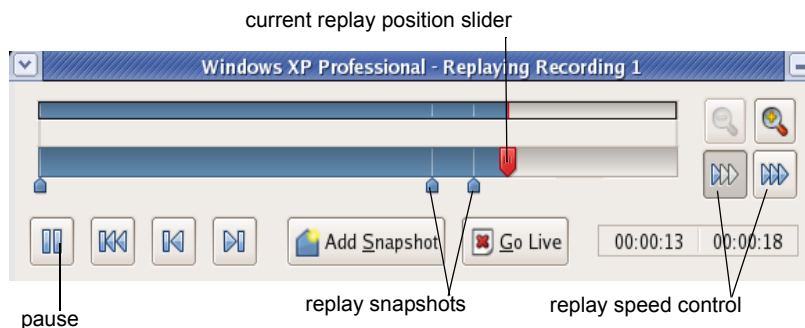 current replay position slider
Windows XP Professional - Replaying Recording 1
Add Snapshot
Go Live
00:00:13
00:00:18
pause
replay snapshots
replay speed control